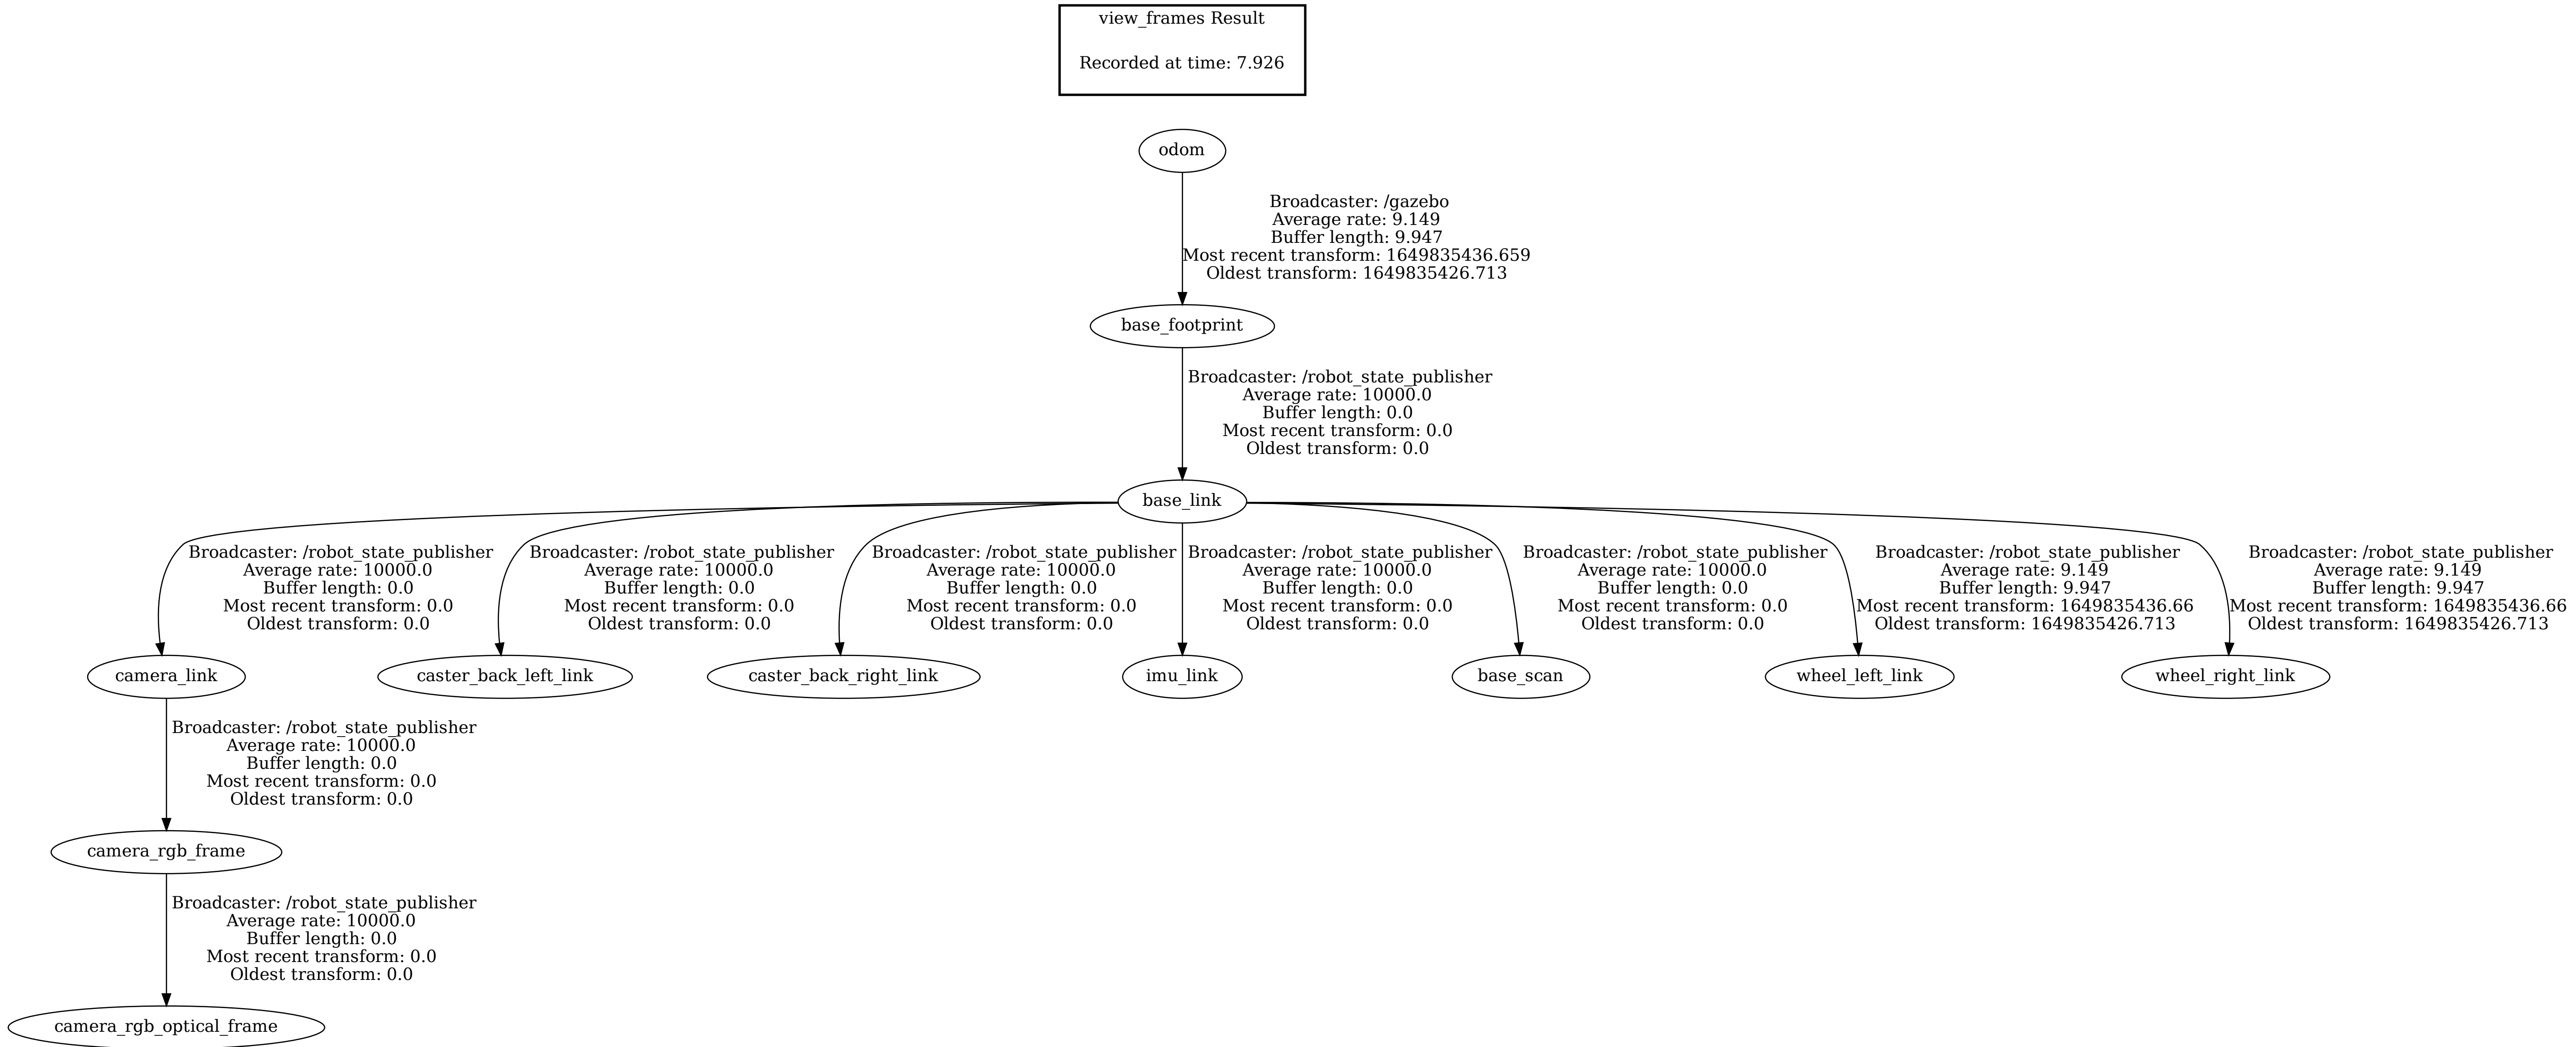 view_frames Result
Recorded at time: 7.926
odom
Broadcaster: /gazebo
Average rate: 9.149
Buffer length: 9.947
Most recent transform: 1649835436.659
Oldest transform: 1649835426.713
base_footprint
Broadcaster: /robot_state_publisher
Average rate: 10000.0
Buffer length: 0.0
Most recent transform: 0.0
Oldest transform: 0.0
base_link
Broadcaster: /robot_state_publisher
Average rate: 10000.0
Buffer length: 0.0
Most recent transform: 0.0
Oldest transform: 0.0
Broadcaster: /robot_state_publisher
Average rate: 10000.0
Buffer length: 0.0
Most recent transform: 0.0
Oldest transform: 0.0
Broadcaster: /robot_state_publisher
Average rate: 10000.0
Buffer length: 0.0
Most recent transform: 0.0
Oldest transform: 0.0
Broadcaster: /robot_state_publisher
Average rate: 10000.0
Buffer length: 0.0
Most recent transform: 0.0
Oldest transform: 0.0
Broadcaster: /robot_state_publisher
Average rate: 10000.0
Buffer length: 0.0
Most recent transform: 0.0
Oldest transform: 0.0
Broadcaster: /robot_state_publisher
Average rate: 9.149
Buffer length: 9.947
Most recent transform: 1649835436.66
Oldest transform: 1649835426.713
Broadcaster: /robot_state_publisher
Average rate: 9.149
Buffer length: 9.947
Most recent transform: 1649835436.66
Oldest transform: 1649835426.713
camera_link
caster_back_left_link
caster_back_right_link
imu_link
base_scan
wheel_left_link
wheel_right_link
Broadcaster: /robot_state_publisher
Average rate: 10000.0
Buffer length: 0.0
Most recent transform: 0.0
Oldest transform: 0.0
camera_rgb_frame
Broadcaster: /robot_state_publisher
Average rate: 10000.0
Buffer length: 0.0
Most recent transform: 0.0
Oldest transform: 0.0
camera_rgb_optical_frame